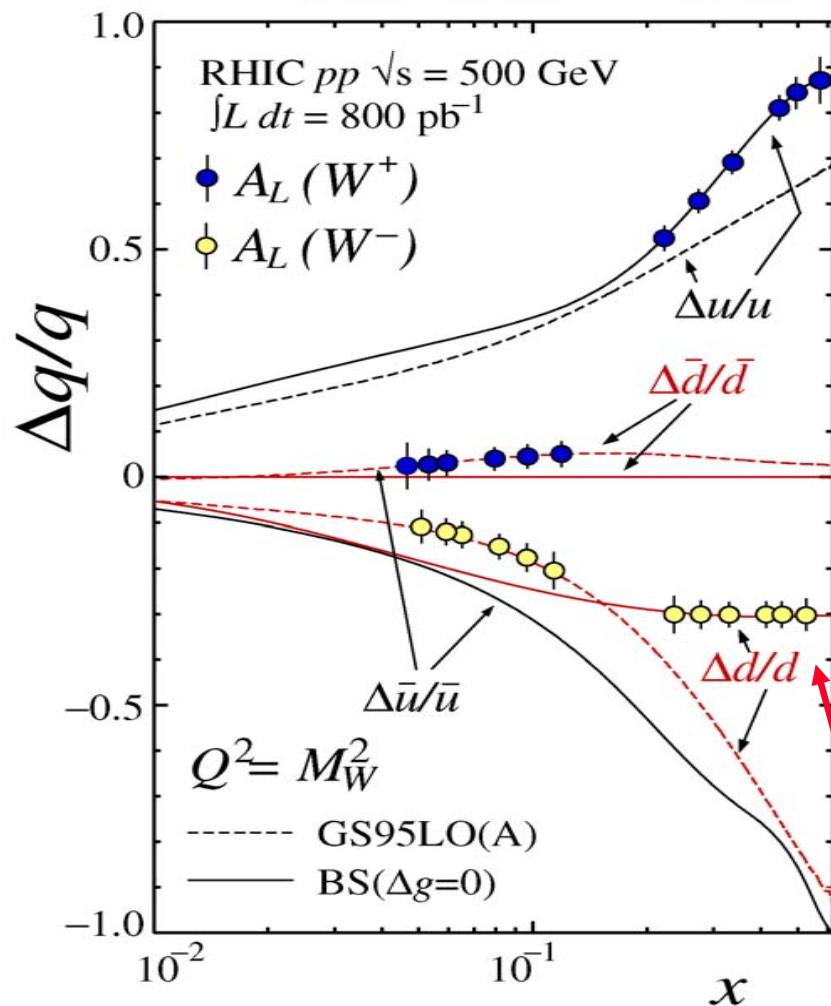 1.0
RHIC pp √s = 500 GeV
∫L dt = 800 pb⁻¹
A_L (W⁺)
A_L (W⁻)
0.5
Δu/u
Δq/q
Δd̄/d̄
0
Δd/d
Δū/ū
−0.5
Q² = M_W²
GS95LO(A)
BS(Δg=0)
-1.0
10⁻²
10⁻¹
x